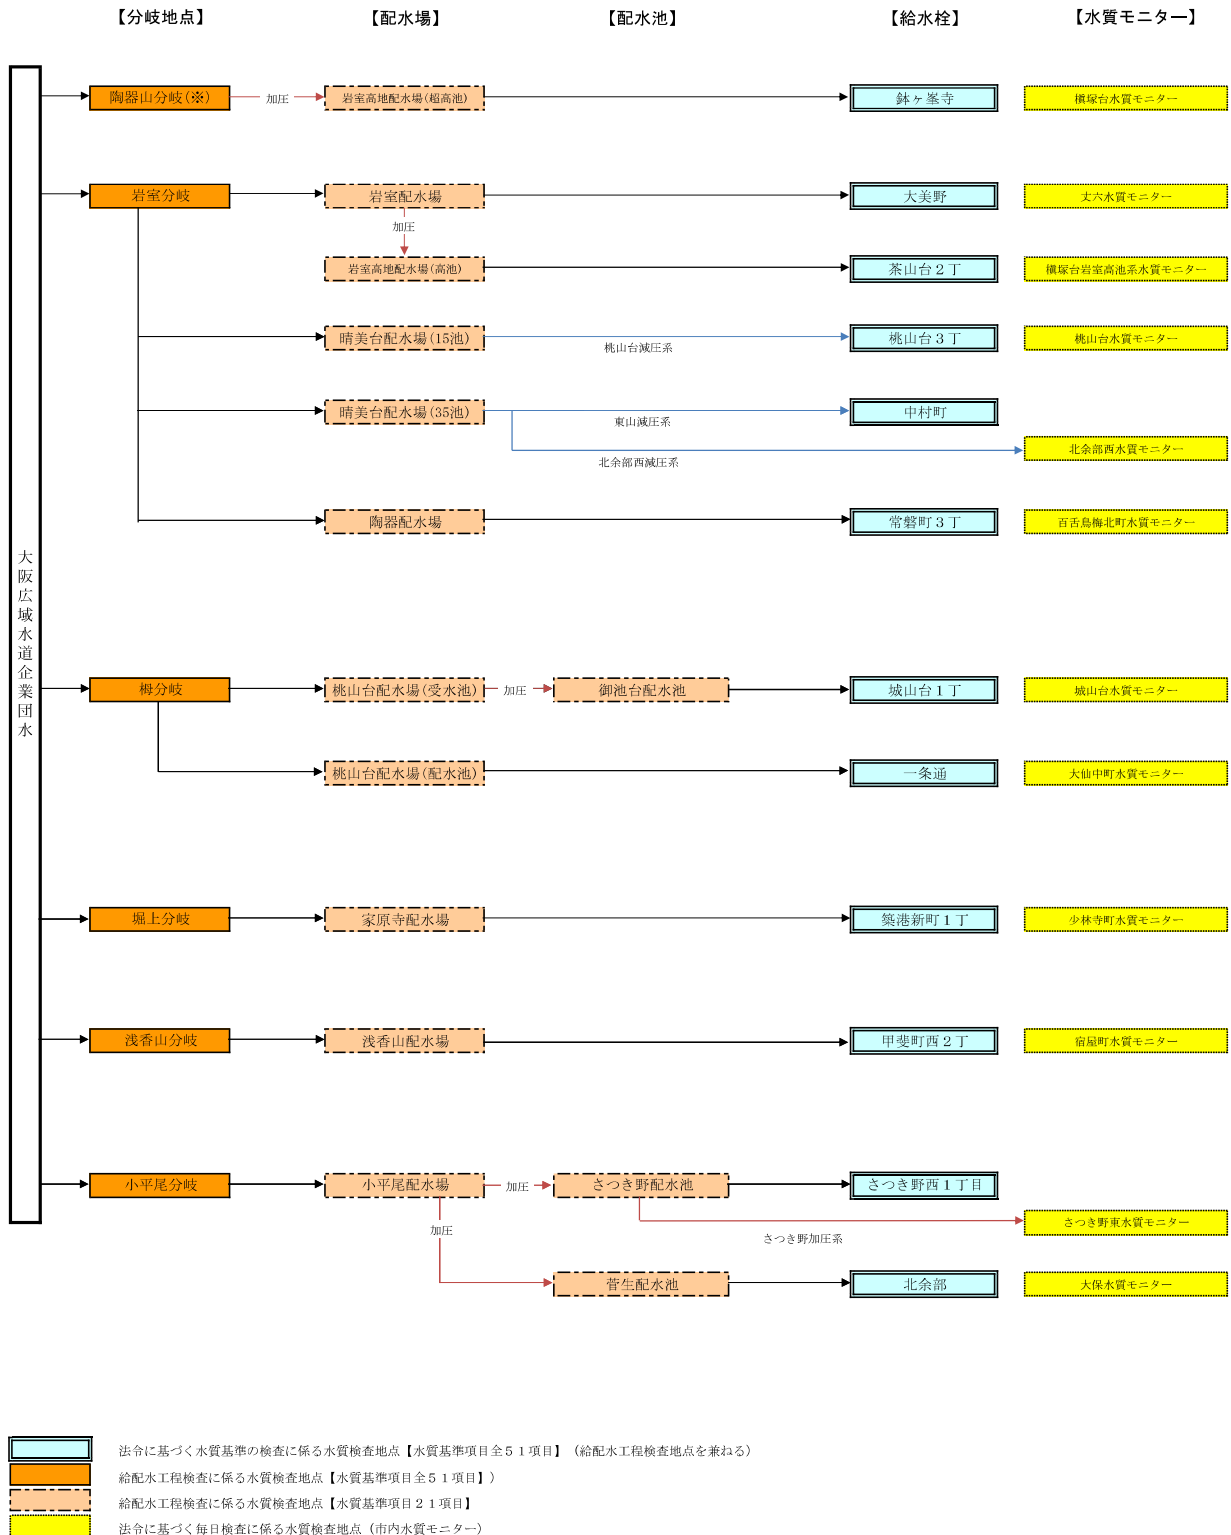 【分岐地点】 【配水場】 【配水池】 【給水栓】 【水質モニター】
陶器山分岐(※) 加圧 岩室高地配水場(超高池) 鉢ヶ峯寺 槇塚台水質モニター
岩室分岐 岩室配水場 大美野 丈六水質モニター
加圧
岩室高地配水場(高池) 茶山台２丁 槇塚台岩室高池系水質モニター
晴美台配水場(15池) 桃山台減圧系 桃山台３丁 桃山台水質モニター
晴美台配水場(35池) 東山減圧系 中村町
北余部西減圧系 北余部西水質モニター
陶器配水場 常磐町３丁 百舌鳥梅北町水質モニター
大阪広域水道企業団水
栂分岐 桃山台配水場(受水池) 加圧 御池台配水池 城山台１丁 城山台水質モニター
桃山台配水場(配水池) 一条通 大仙中町水質モニター
堀上分岐 家原寺配水場 築港新町１丁 少林寺町水質モニター
浅香山分岐 浅香山配水場 甲斐町西２丁 宿屋町水質モニター
小平尾分岐 小平尾配水場 加圧 さつき野配水池 さつき野西１丁目
さつき野加圧系 さつき野東水質モニター
加圧
菅生配水池 北余部 大保水質モニター
法令に基づく水質基準の検査に係る水質検査地点【水質基準項目全５１項目】（給配水工程検査地点を兼ねる）
給配水工程検査に係る水質検査地点【水質基準項目全５１項目】）
給配水工程検査に係る水質検査地点【水質基準項目２１項目】
法令に基づく毎日検査に係る水質検査地点（市内水質モニター）